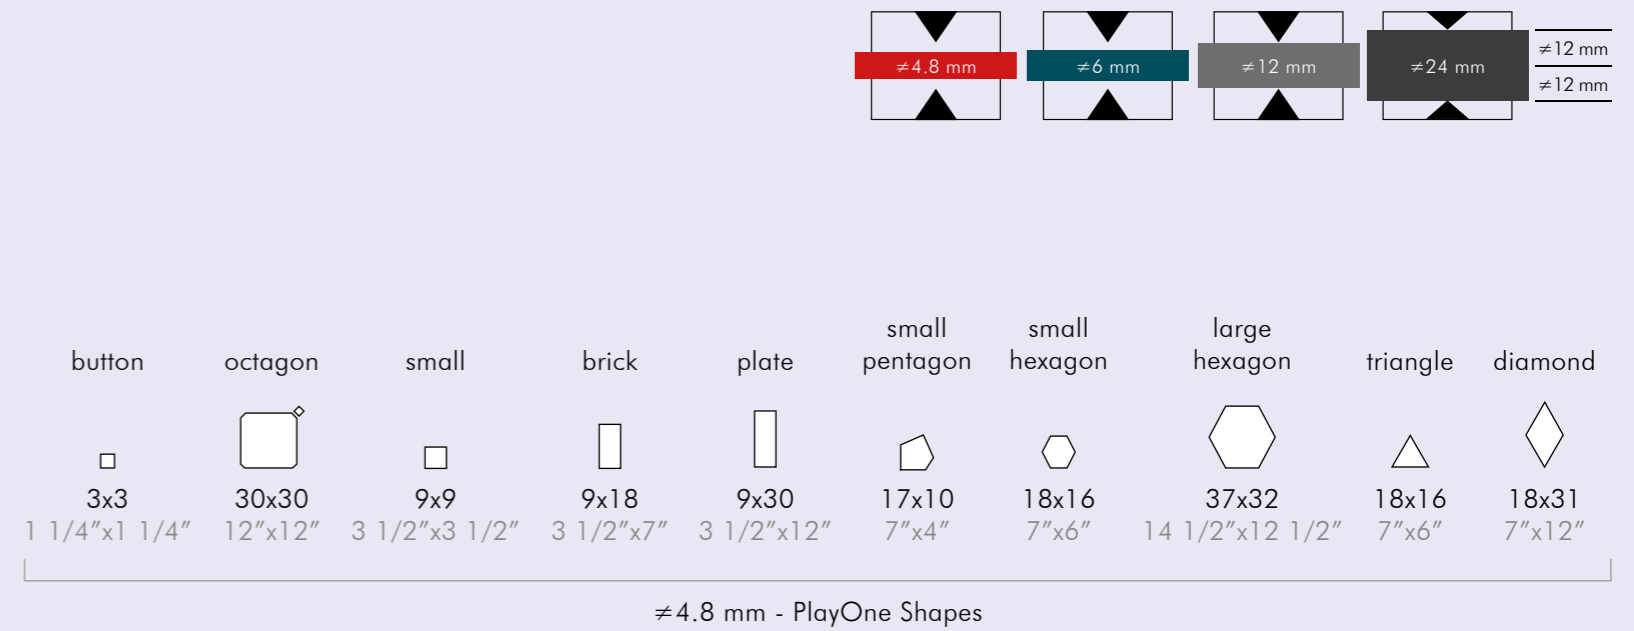 ≠4.8 mm
≠6 mm
≠12 mm
≠24 mm
≠12 mm
≠12 mm
button
octagon
small
brick
plate
small
pentagon
small
hexagon
large
hexagon
triangle
diamond
3x3
1 1/4”x1 1/4”
30x30
12”x12”
9x9
3 1/2”x3 1/2”
9x18
3 1/2”x7”
9x30
3 1/2”x12”
17x10
7”x4”
18x16
7”x6”
37x32
14 1/2”x12 1/2”
18x16
7”x6”
18x31
7”x12”
≠4.8 mm - PlayOne Shapes